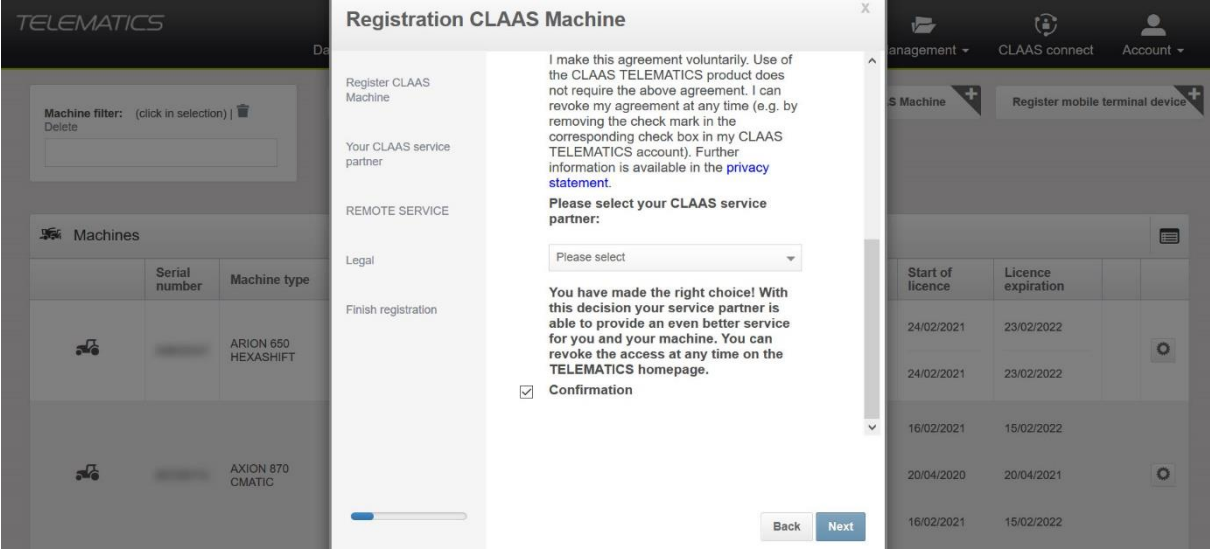 TELEMATICS
Da
anagement
CLAAS connect
Account
Machine filter: (click in selection) |
Delete
S Machine
Register mobile terminal device
Machines
Serial number
Machine type
Start of licence
Licence expiration
ARION 650
HEXASHIFT
24/02/2021 23/02/2022
24/02/2021 23/02/2022
AXION 870
CMATIC
16/02/2021 15/02/2022
20/04/2020 20/04/2021
16/02/2021 15/02/2022
Registration CLAAS Machine
X
Register CLAAS
Machine
Your CLAAS service
partner
REMOTE SERVICE
Legal
Finish registration
I make this agreement voluntarily. Use of
the CLAAS TELEMATICS product does
not require the above agreement. I can
revoke my agreement at any time (e.g. by
removing the check mark in the
corresponding check box in my CLAAS
TELEMATICS account). Further
information is available in the privacy
statement.
Please select your CLAAS service
partner:
Please select
You have made the right choice! With
this decision your service partner is
able to provide an even better service
for you and your machine. You can
revoke the access at any time on the
TELEMATICS homepage.
Confirmation
Back
Next